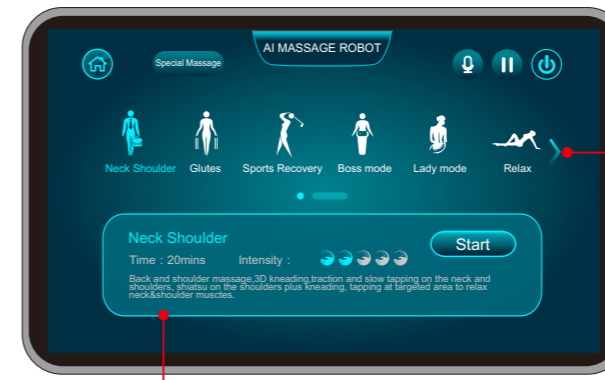 AI MASSAGE ROBOT
Special Massage
Neck Shoulder
Glutes
Sports Recovery
Boss mode
Lady mode
Relax
Neck Shoulder
Start
Time : 20mins
Intensity :
Back and shoulder massage,3D kneading,traction and slow tapping on the neck and
shoulders, shiatsu on the shoulders plus kneading, tapping at targeted area to relax
neck&shoulder musctes.